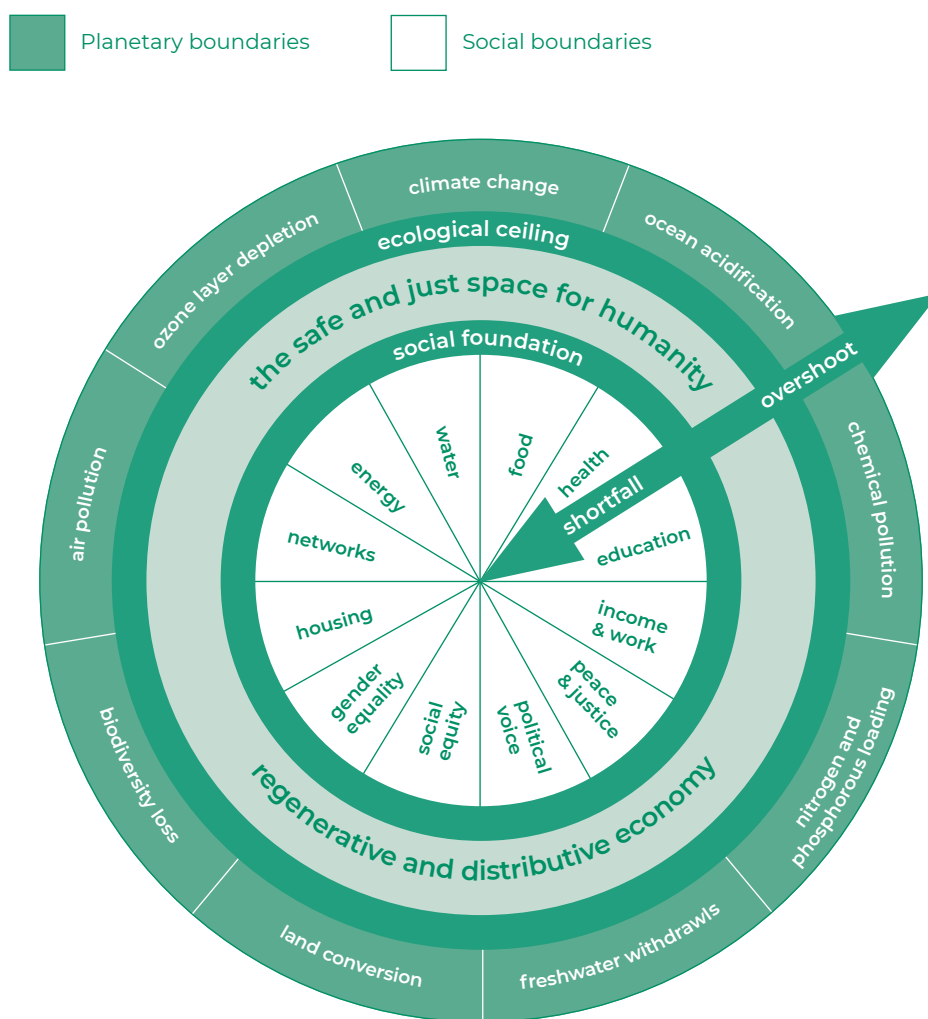 Planetary boundaries
Social boundaries
climate change
ocean acidification
chemical pollution
nitrogen and
phosphorous loading
freshwater withdrawls
land conversion
biodiversity loss
air pollution
ozone layer depletion
ecological ceiling
the safe and just space for humanity
social foundation
overshoot
shortfall
water
food
health
education
income
& work
peace
& justice
political
voice
social
equity
gender
equality
housing
networks
energy
regenerative and distributive economy